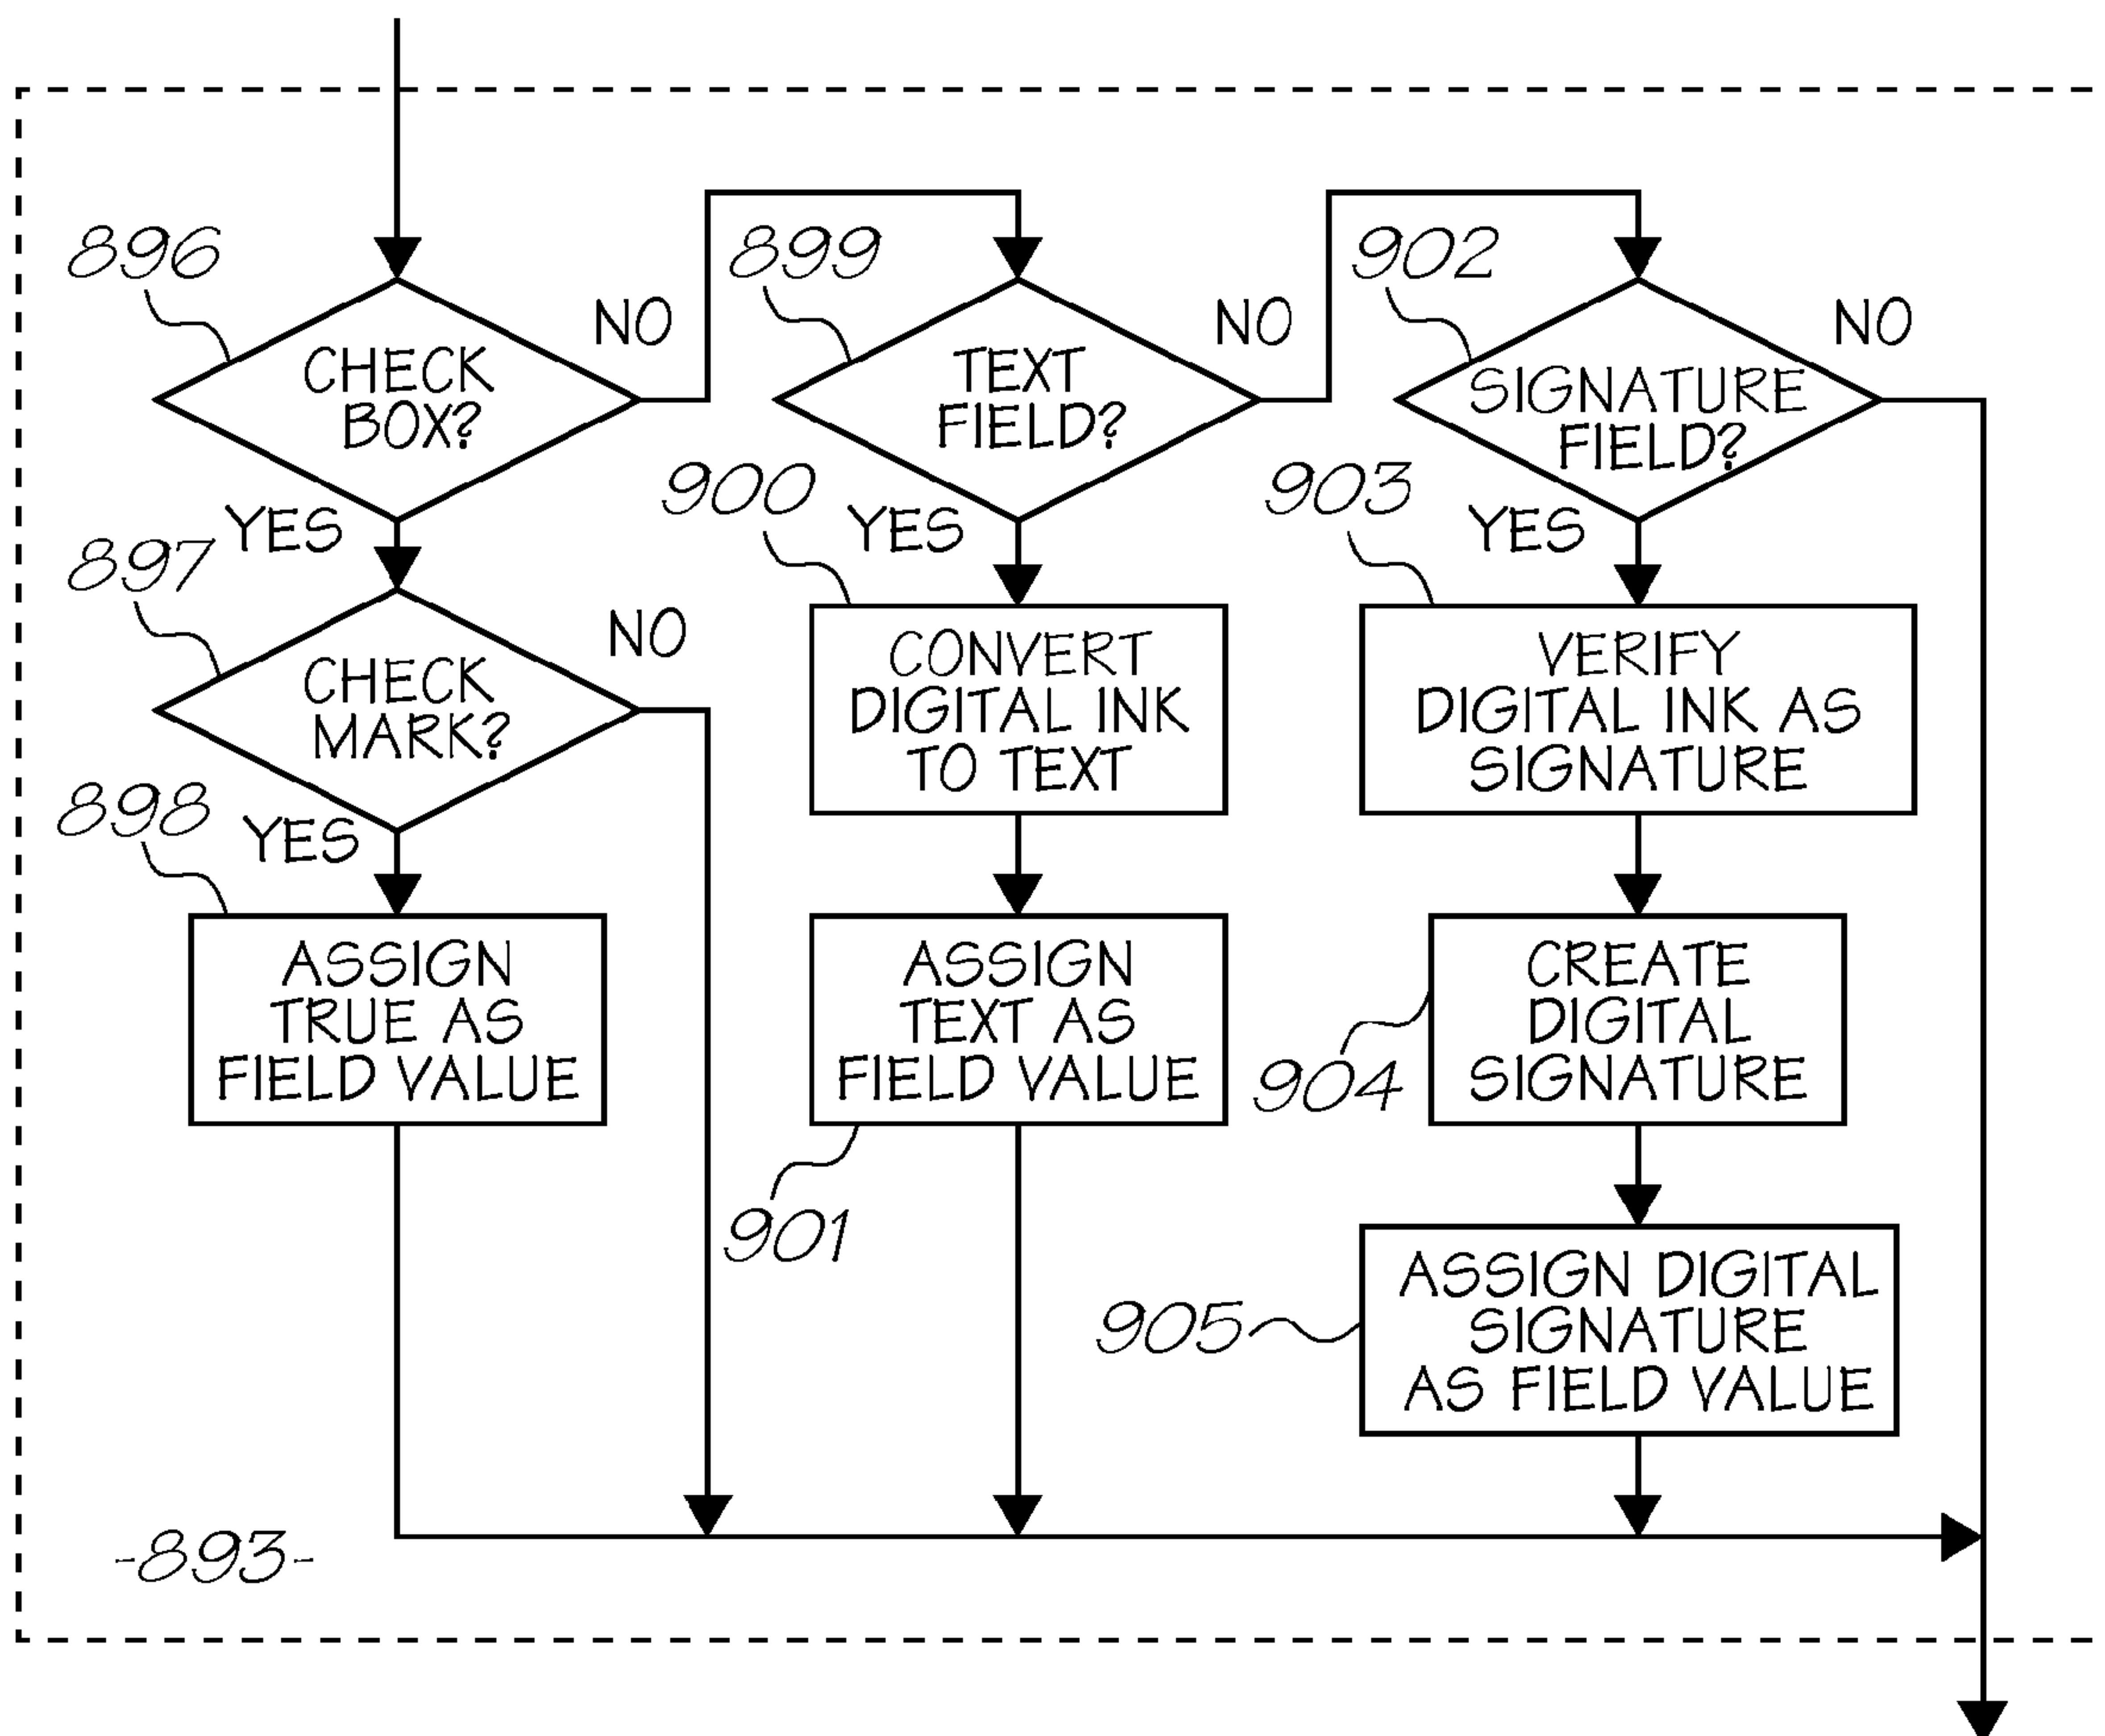 896
CHECK
BOX?
NO
YES
897
CHECK
MARK?
NO
YES
898
ASSIGN
TRUE AS
FIELD VALUE
899
TEXT
FIELD?
NO
YES
900
CONVERT
DIGITAL INK
TO TEXT
ASSIGN
TEXT AS
FIELD VALUE
901
902
SIGNATURE
FIELD?
NO
YES
903
VERIFY
DIGITAL INK AS
SIGNATURE
CREATE
DIGITAL
SIGNATURE
904
ASSIGN DIGITAL
SIGNATURE
AS FIELD VALUE
905
-893-